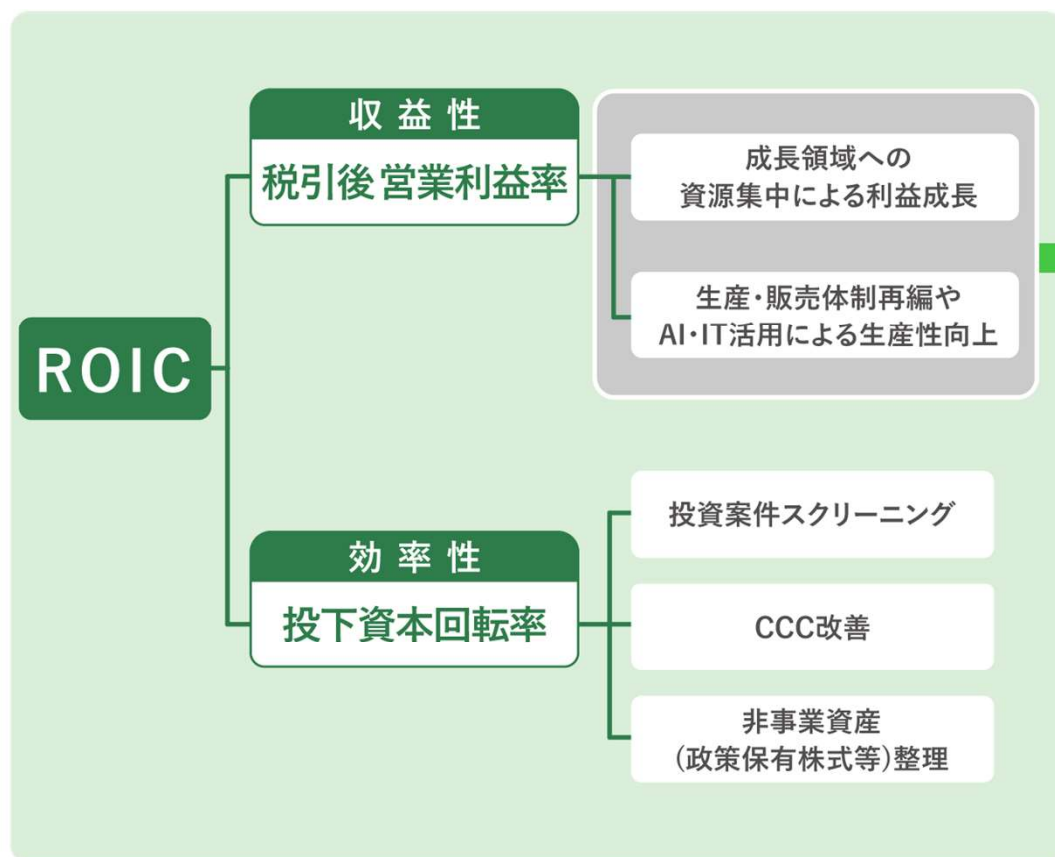 ROIC
収益性
税引後営業利益率
成長領域への
資源集中による利益成長
生産・販売体制再編や
AI・IT活用による生産性向上
効率性
投下資本回転率
投資案件スクリーニング
CCC改善
非事業資産
(政策保有株式等)整理